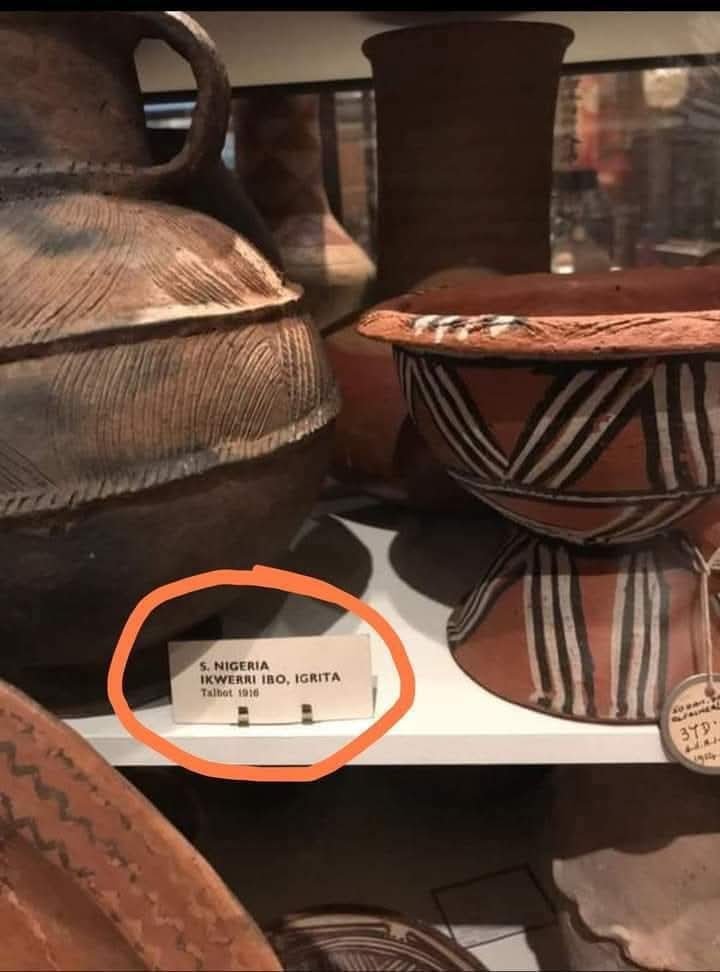 S. NIGERIA
IKWERRI IBO, IGRITA
Talbot 1916